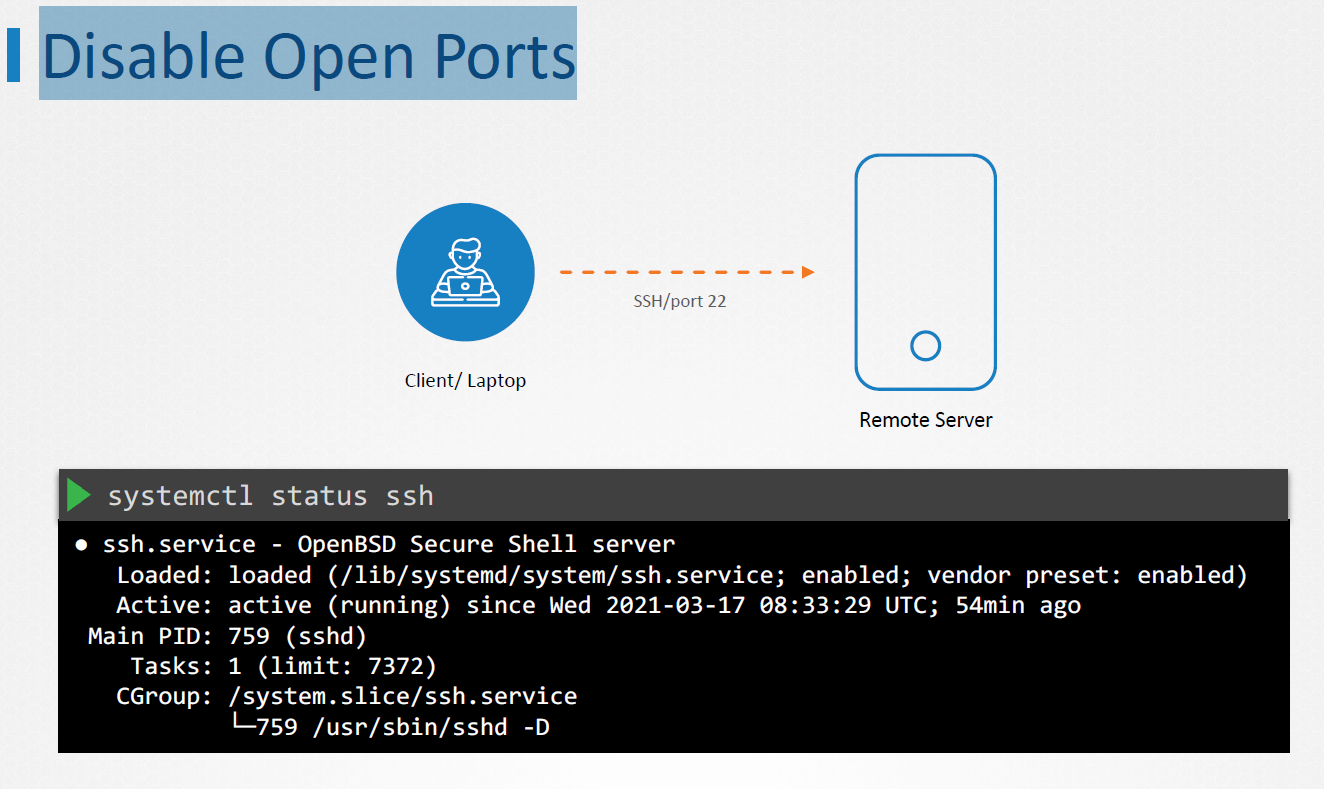 Disable Open Ports
SSH/port 22
Client/ Laptop
Remote Server
systemctl status ssh
● ssh.service - OpenBSD Secure Shell server
   Loaded: loaded (/lib/systemd/system/ssh.service; enabled; vendor preset: enabled)
   Active: active (running) since Wed 2021-03-17 08:33:29 UTC; 54min ago
 Main PID: 759 (sshd)
    Tasks: 1 (limit: 7372)
   CGroup: /system.slice/ssh.service
           └─759 /usr/sbin/sshd -D